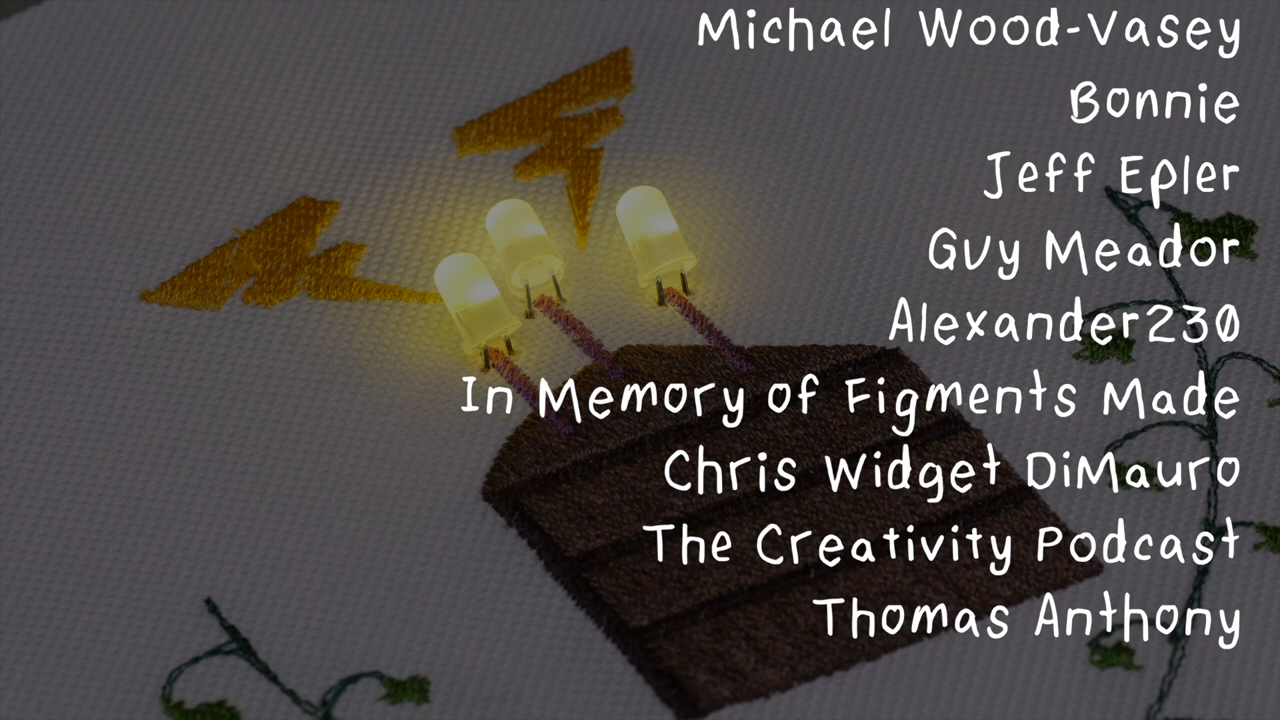 Michael Wood-Vasey
Bonnie
Jeff Epler
Guy Meador
Alexander230
In Memory of Figments Made
Chris Widget DiMauro
The Creativity Podcast
Thomas Anthony